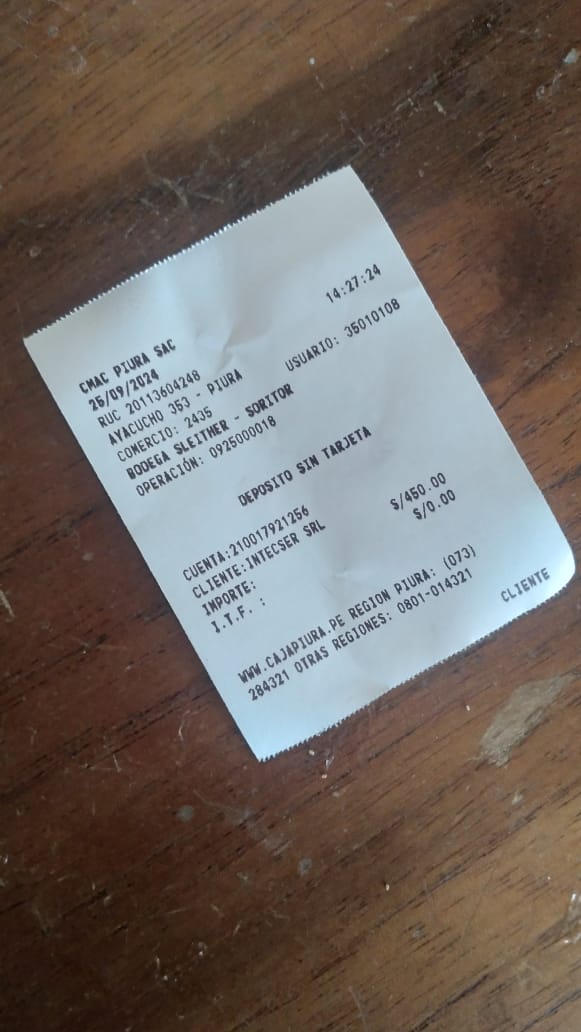 CMAC PIURA SAC
25/09/2024 14:27:24
RUC 20113604248
AYACUCHO 353 - PIURA
COMERCIO: 2435 USUARIO: 35010108
BODEGA SLEITHER - SORITOR
OPERACIÓN: 0925000018
DEPOSITO SIN TARJETA
CUENTA:210017921256
CLIENTE:INTECSER SRL
IMPORTE: S/450.00
I.T.F. : S/0.00
WWW.CAJAPIURA.PE REGION PIURA: (073)
284321 OTRAS REGIONES: 0801-014321
CLIENTE